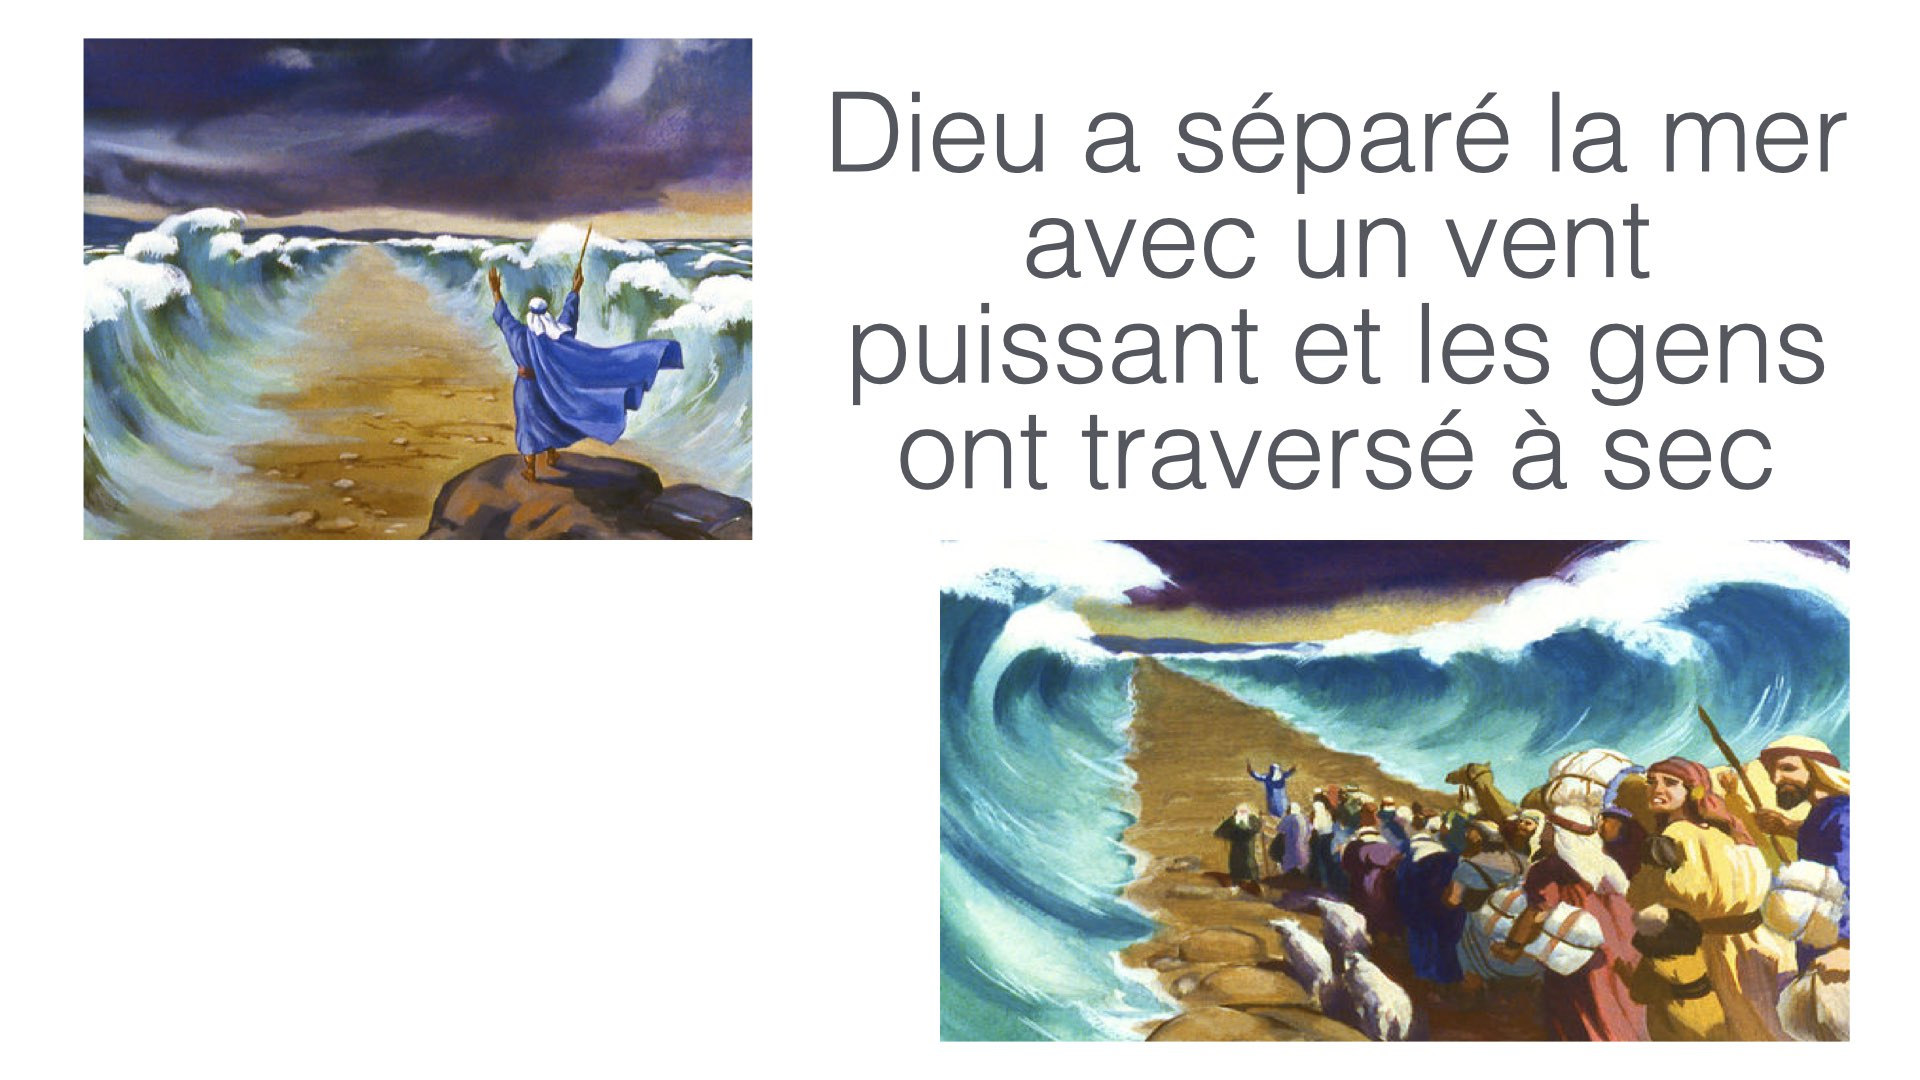 Dieu a séparé la mer
avec un vent
puissant et les gens
ont traversé à sec